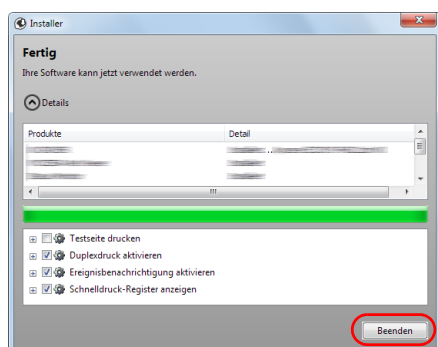 Installer
Fertig
Ihre Software kann jetzt verwendet werden.
Details
Produkte Detail
Testseite drucken
Duplexdruck aktivieren
Ereignisbenachrichtigung aktivieren
Schnelldruck-Register anzeigen
Beenden